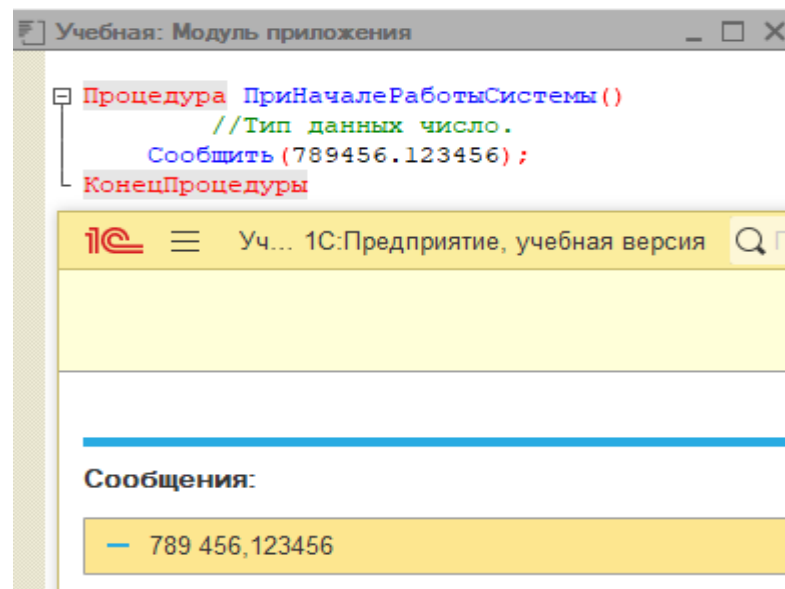 Учебная: Модуль приложения
Процедура ПриНачалеРаботыСистемы()
//Тип данных число.
Сообщить(789456.123456);
КонецПроцедуры
1С Уч... 1С:Предприятие, учебная версия
Сообщения:
789 456,123456